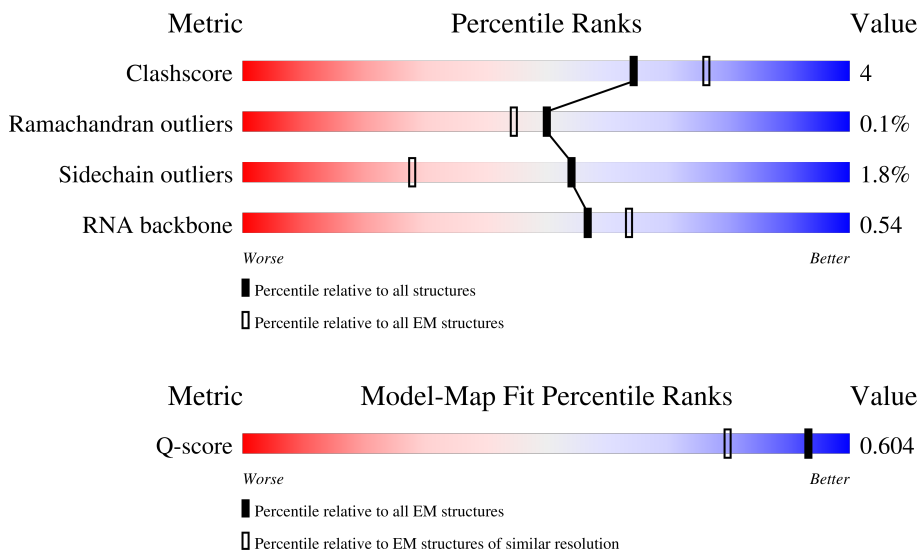 Metric Percentile Ranks Value
Clashscore 4
Ramachandran outliers 0.1%
Sidechain outliers 1.8%
RNA backbone 0.54
Worse Better
Percentile relative to all structures
Percentile relative to all EM structures
Metric Model-Map Fit Percentile Ranks Value
Q-score 0.604
Worse Better
Percentile relative to all EM structures
Percentile relative to EM structures of similar resolution